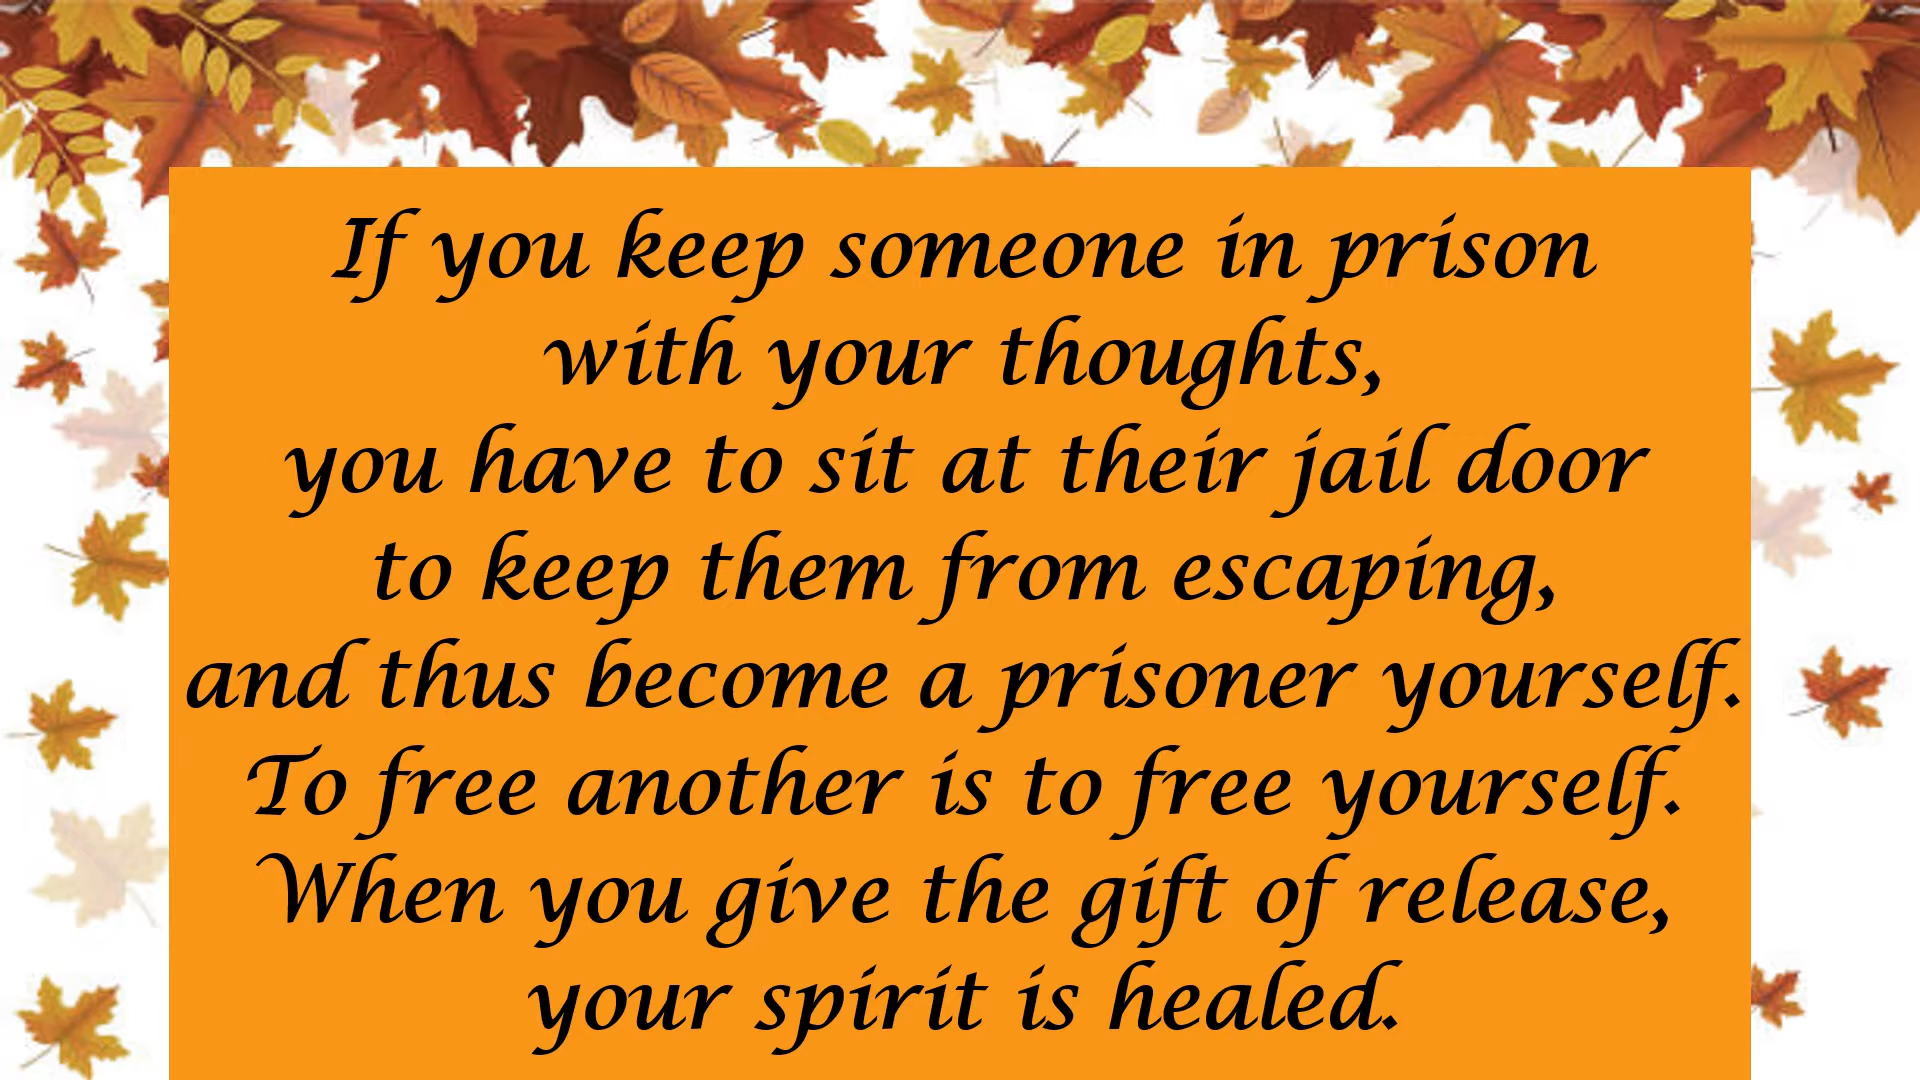 If you keep someone in prison
with your thoughts,
you have to sit at their jail door
to keep them from escaping,
and thus become a prisoner yourself.
To free another is to free yourself.
When you give the gift of release,
your spirit is healed.